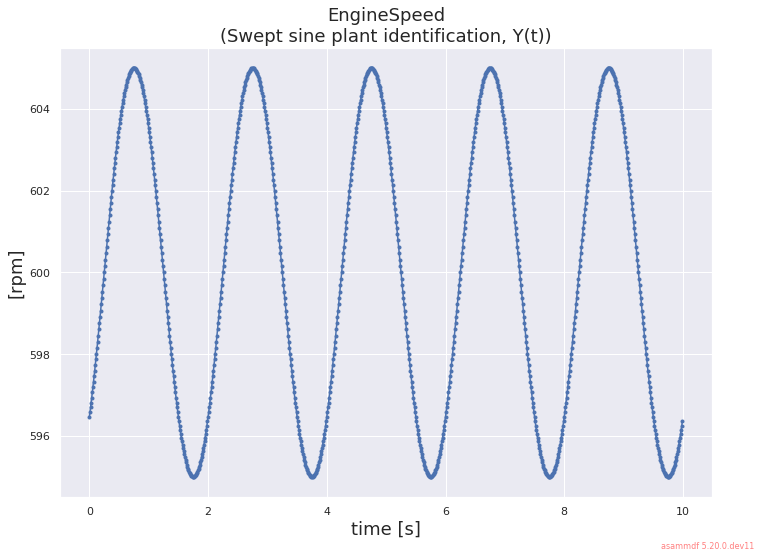 EngineSpeed
(Swept sine plant identification, Y(t))
[rpm]
604
602
600
598
596
0 2 4 6 8 10
time [s]
asammdf 5.20.0.dev11